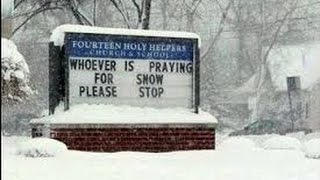 FOURTEEN HOLY HELPERS
CHURCH & SCHOOL
WHOEVER IS PRAYING
FOR SNOW
PLEASE STOP